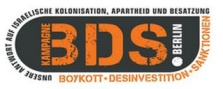 UNSERE ANTWORT AUF ISRAELISCHE KOLONISATION, APARTHEID UND BESATZUNG
KAMPAGNE
BDS.
BERLIN
BOYKOTT • DESINVESTITION • SANKTIONEN